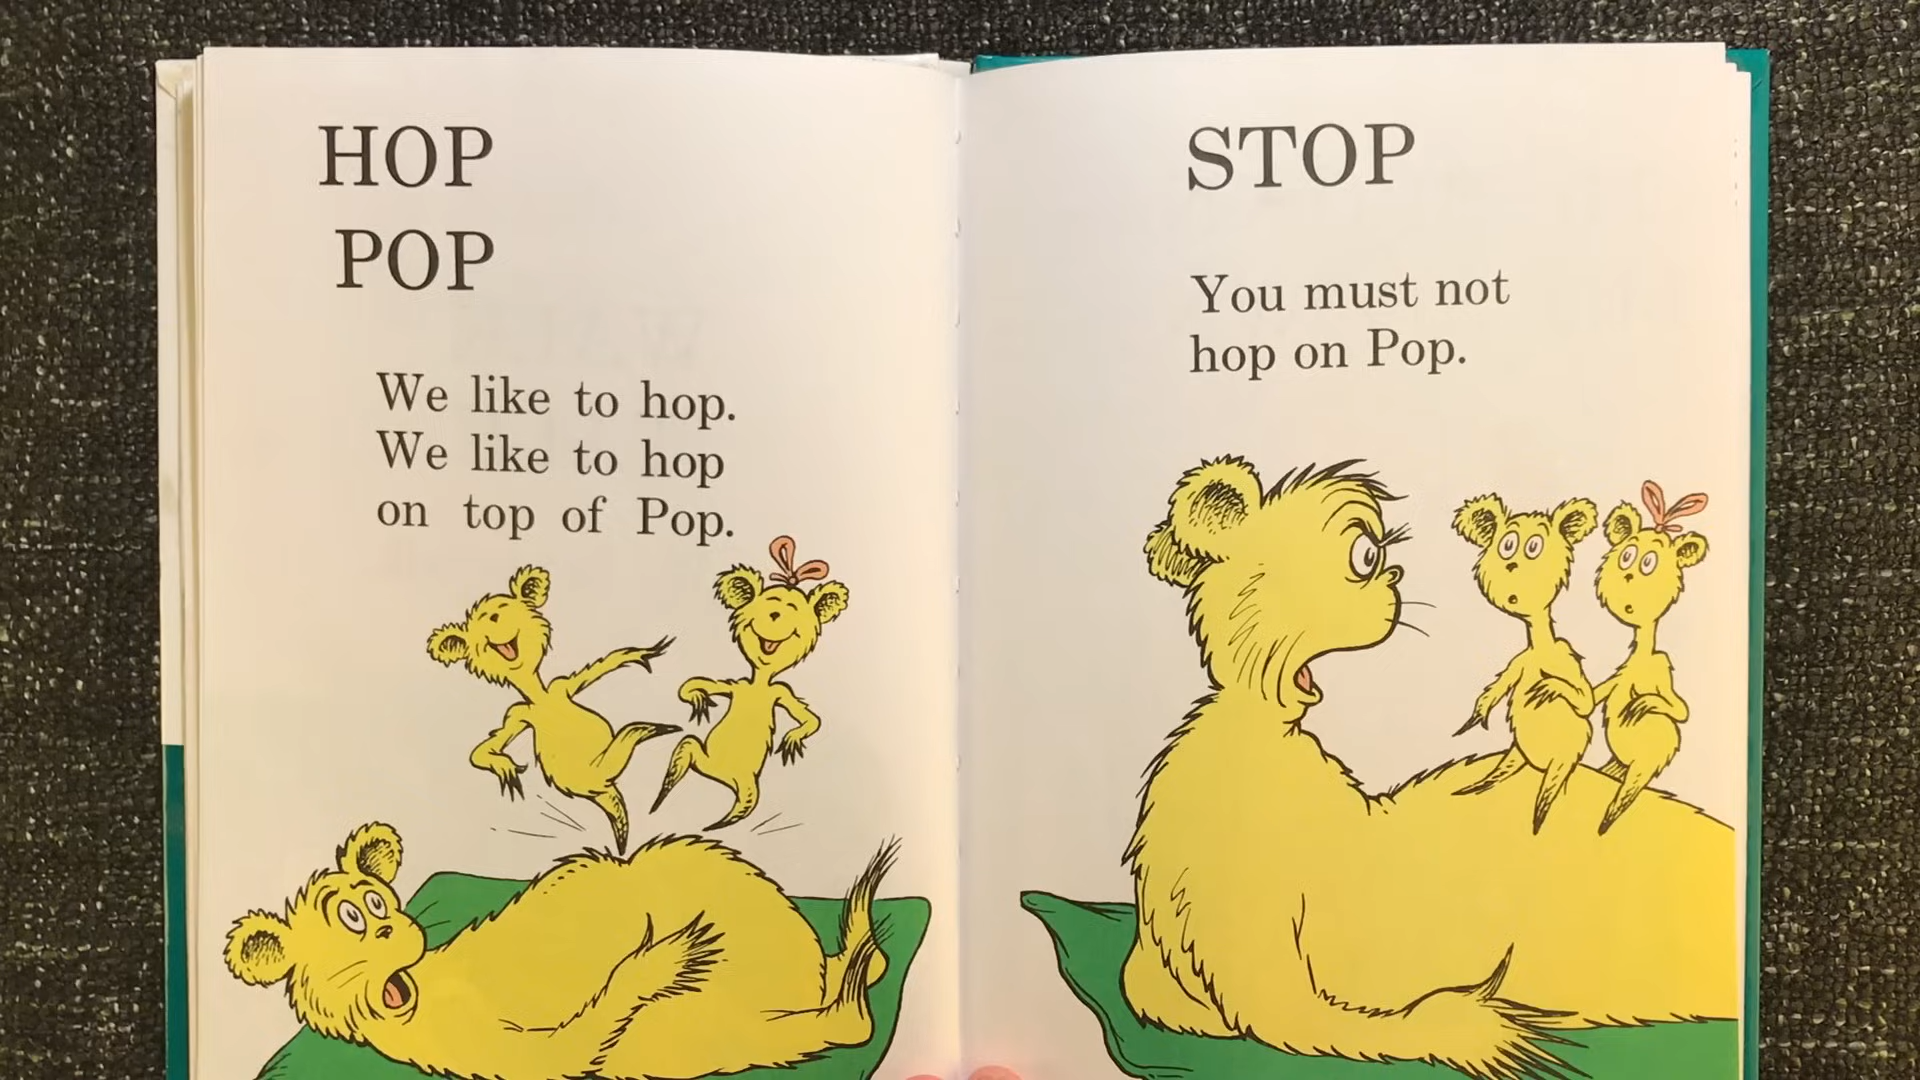 HOP
POP
We like to hop.
We like to hop
on top of Pop.
STOP
You must not
hop on Pop.